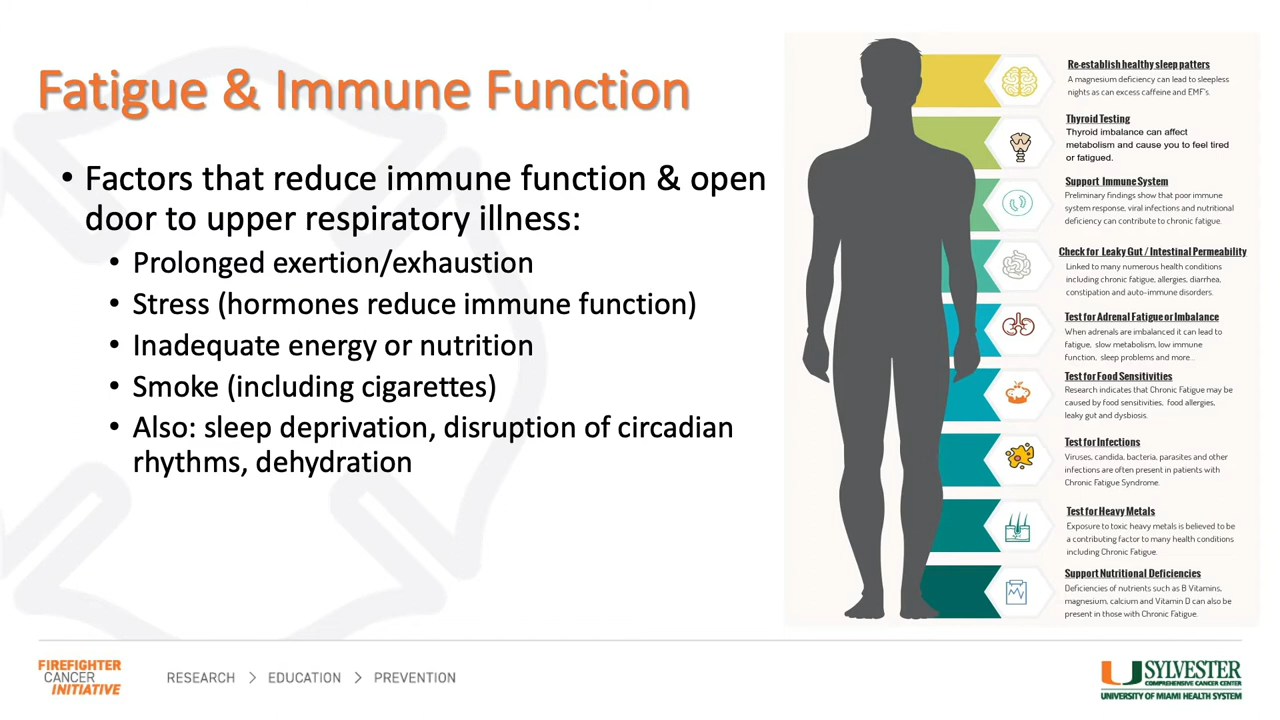 Fatigue & Immune Function
• Factors that reduce immune function & open
door to upper respiratory illness:
• Prolonged exertion/exhaustion
• Stress (hormones reduce immune function)
• Inadequate energy or nutrition
• Smoke (including cigarettes)
• Also: sleep deprivation, disruption of circadian
rhythms, dehydration
Re-establish healthy sleep patters
A magnesium deficiency can lead to sleepless
nights as can excess caffeine and EMF's.
Thyroid Testing
Thyroid imbalance can affect
metabolism and cause you to feel tired
or fatigued.
Support Immune System
Preliminary findings show that poor immune
system response, viral infections and nutritional
deficiency can contribute to chronic fatigue.
Check for Leaky Gut / Intestinal Permeability
Linked to many numerous health conditions
including chronic fatigue, allergies, diarrhea,
constipation and auto-immune disorders.
Test for Adrenal Fatigue or Imbalance
When adrenals are imbalanced it can lead to
fatigue, slow metabolism, low immune
function, sleep problems and more...
Test for Food Sensitivities
Research indicates that Chronic Fatigue may be
caused by food sensitivities, food allergies,
leaky gut and dysbiosis.
Test for Infections
Viruses, candida, bacteria, parasites and other
infections are often present in patients with
Chronic Fatigue Syndrome.
Test for Heavy Metals
Exposure to toxic heavy metals is believed to be
a contributing factor to many health conditions
including Chronic Fatigue.
Support Nutritional Deficiencies
Deficiencies of nutrients such as B Vitamins,
magnesium, calcium and Vitamin D can also be
present in those with Chronic Fatigue.
FIREFIGHTER
CANCER
INITIATIVE
RESEARCH > EDUCATION > PREVENTION
SYLVESTER
COMPREHENSIVE CANCER CENTER
UNIVERSITY OF MIAMI HEALTH SYSTEM